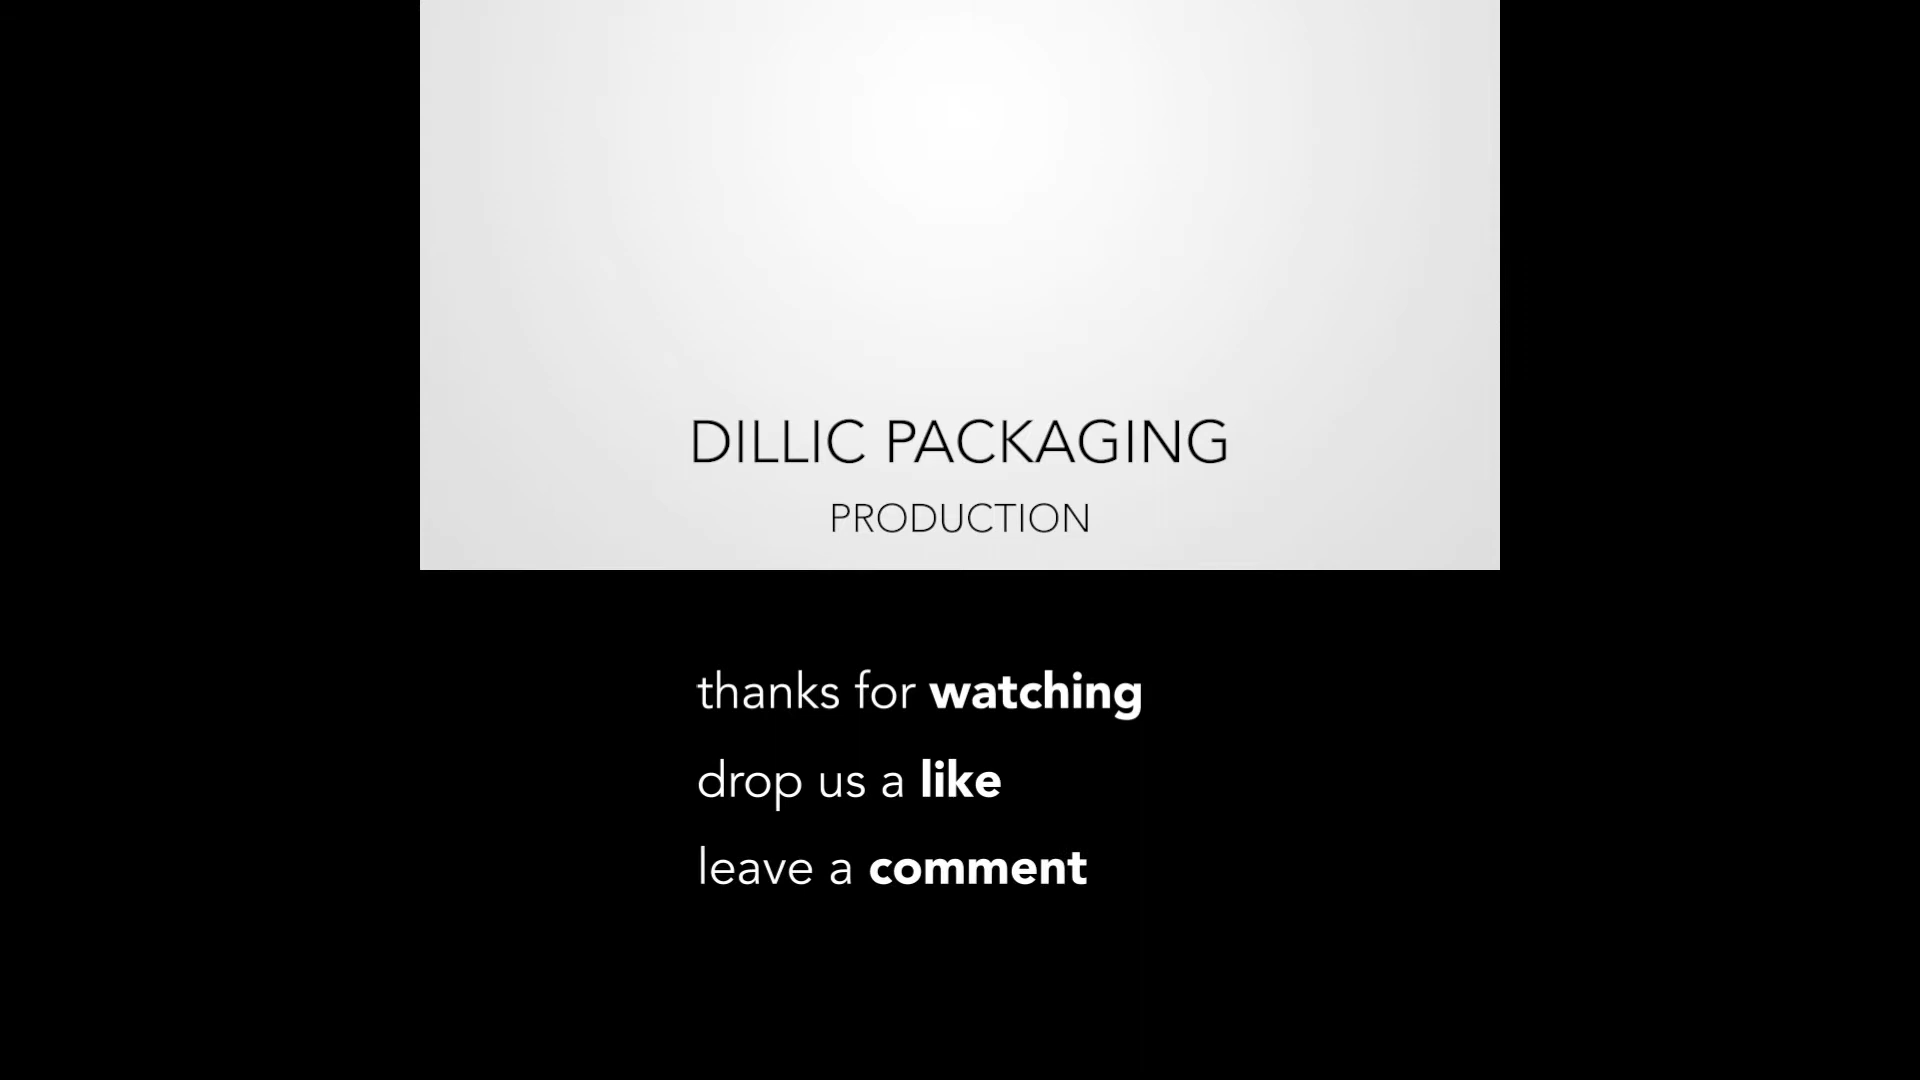 DILLIC PACKAGING
PRODUCTION
thanks for watching
drop us a like
leave a comment